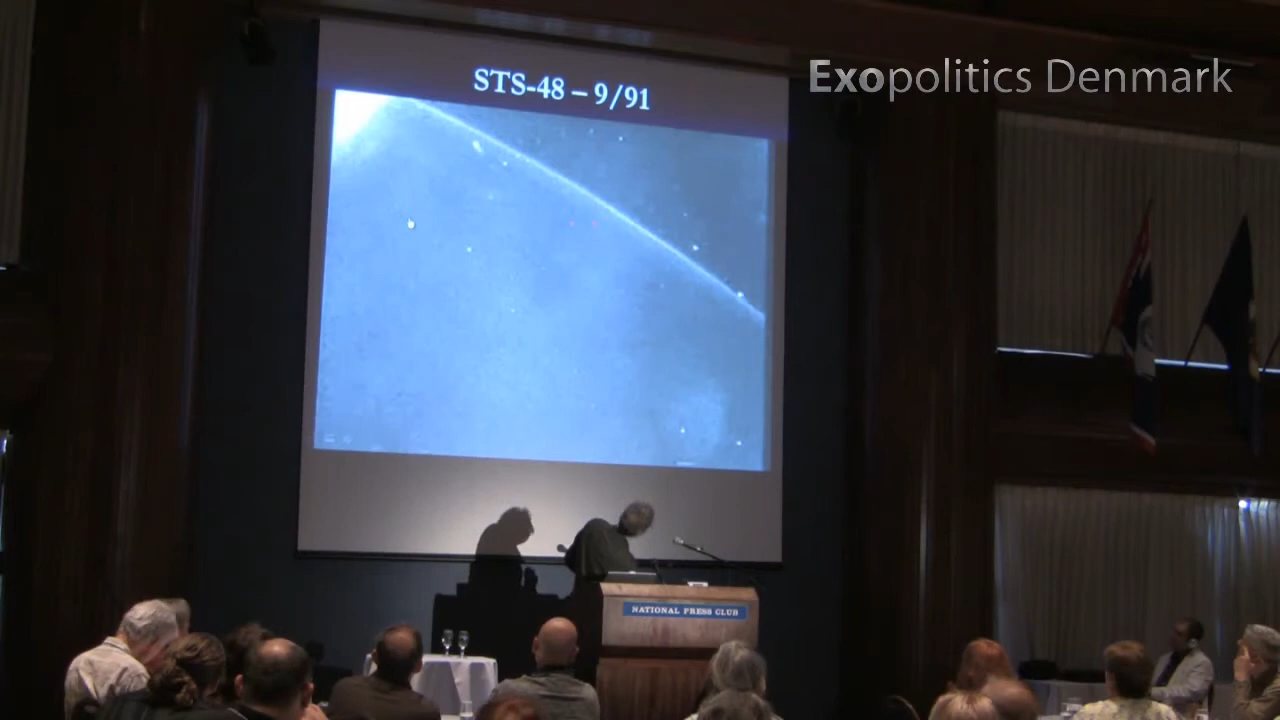 STS-48 – 9/91
Exopolitics Denmark
NATIONAL PRESS CLUB